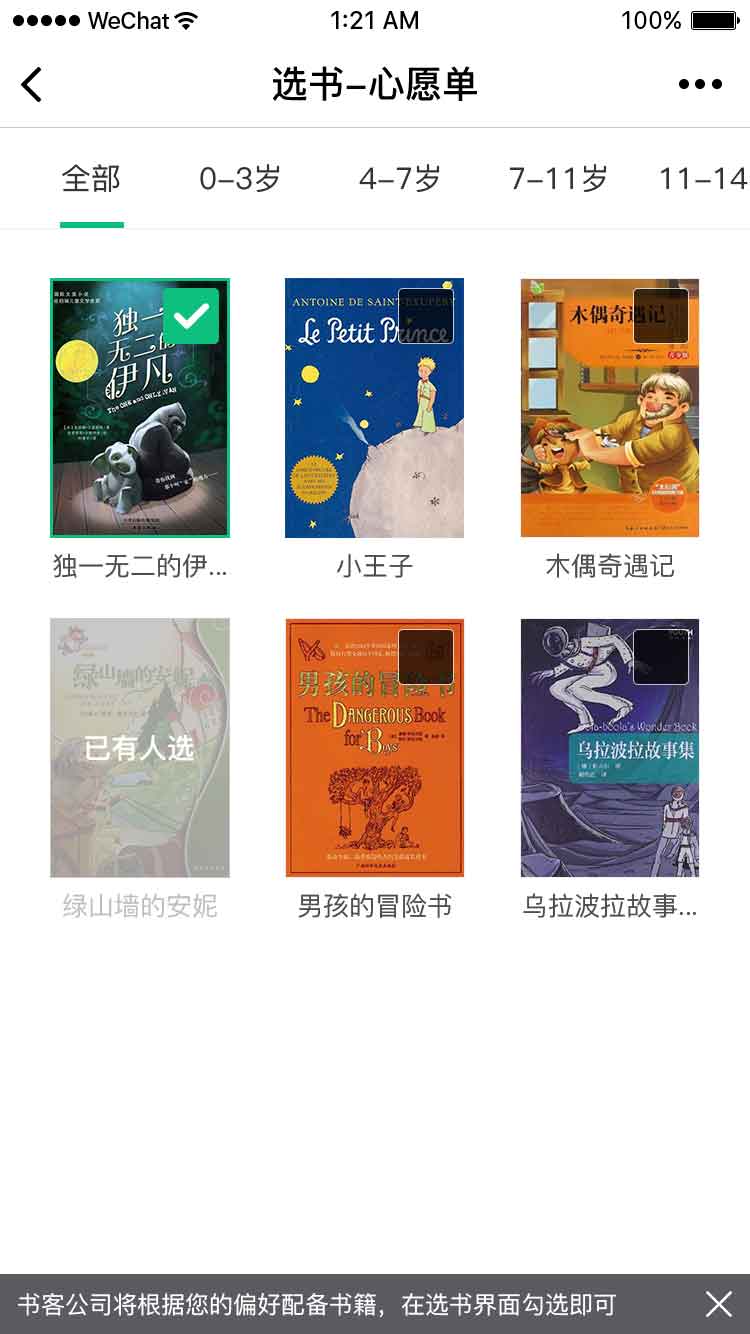 WeChat 1:21 AM 100%
选书-心愿单
全部 0-3岁 4-7岁 7-11岁 11-14
独一
无二的
伊凡
The ONE and ONLY IVAN
ANTOINE DE SAINT-EXUPÉRY
Le Petit Prince
木偶奇遇记
独一无二的伊...
小王子
木偶奇遇记
绿山墙的安妮
已有人选
男孩的冒险书
The DANGEROUS Book
for Boys
YOUTH
乌拉波拉故事集
绿山墙的安妮
男孩的冒险书
乌拉波拉故事...
书客公司将根据您的偏好配备书籍，在选书界面勾选即可